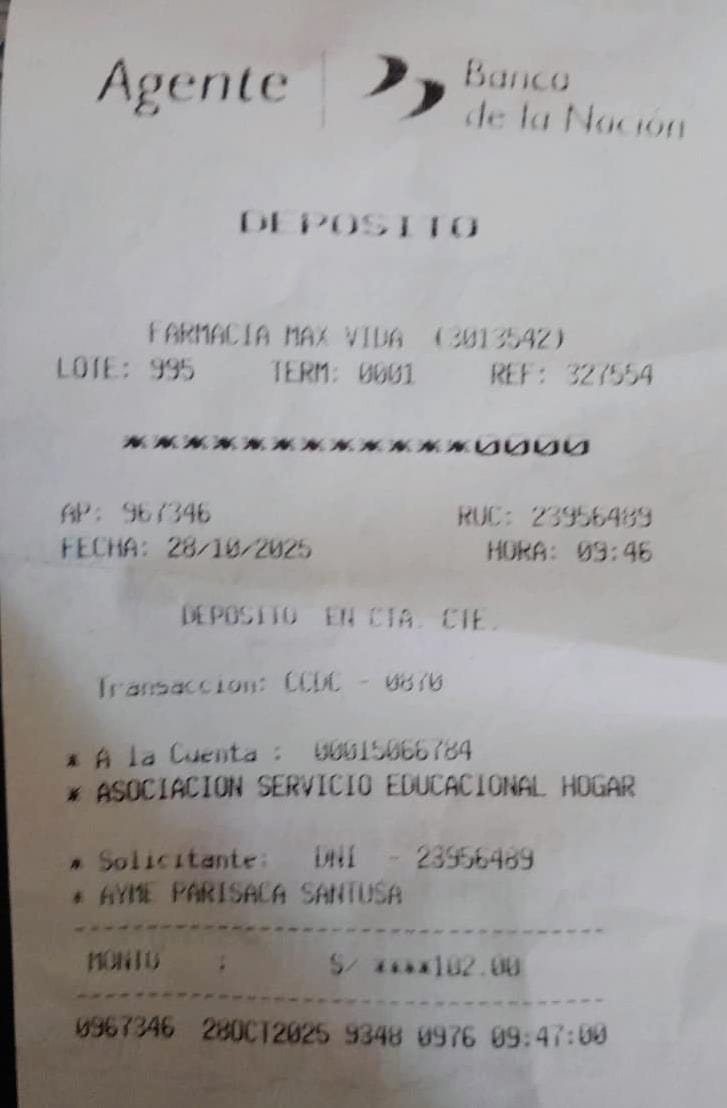 Agente | Banco
de la Nación
DEPOSITO
FARMACIA MAX VIDA (3013542)
LOTE: 995 TERM: 0001 REF: 327554
************0000
AP: 967346 RUC: 23956489
FECHA: 28/10/2025 HORA: 09:46
DEPOSITO EN CTA. CTE.
Transaccion: CCDC - 0870
* A la Cuenta : 00015066784
* ASOCIACION SERVICIO EDUCACIONAL HOGAR
* Solicitante: DNI - 23956489
* AYME PARISACA SANTUSA
MONTO : S/ ****102.00
0967346 28OCT2025 9348 0976 09:47:00